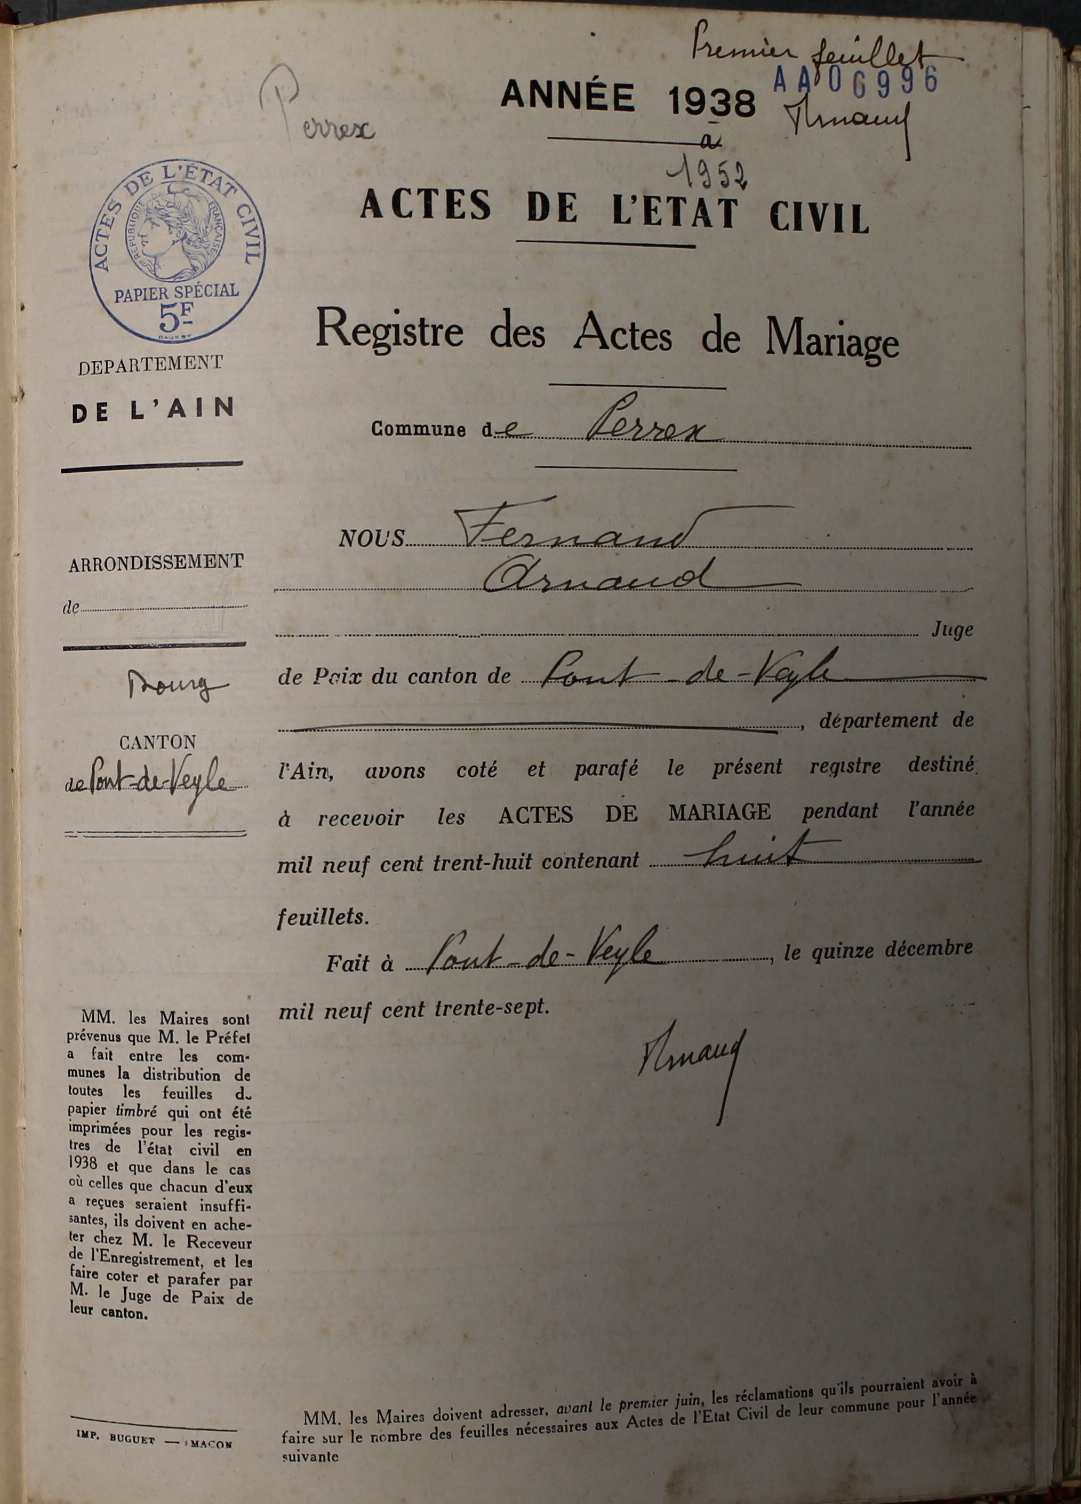 Premier feuillet
AA06996
Arnaud
Perrex
ANNÉE 1938
à
1952
ACTES DE L'ÉTAT CIVIL
RÉPUBLIQUE FRANÇAISE
PAPIER SPÉCIAL
5F
ACTES DE L'ETAT CIVIL
Registre des Actes de Mariage
DEPARTEMENT
DE L'AIN
Commune de Perrex
NOUS Fernand
Arnaud
Juge
ARRONDISSEMENT
de
Bourg
de Paix du canton de Pont-de-Veyle
, département de
CANTON
de Pont-de-Veyle
l'Ain, avons coté et parafé le présent registre destiné
à recevoir les ACTES DE MARIAGE pendant l'année
mil neuf cent trent-huit contenant huit
feuillets.
Fait à Pont-de-Veyle, le quinze décembre
mil neuf cent trente-sept.
Arnaud
MM. les Maires sont
prévenus que M. le Préfet
a fait entre les com-
munes la distribution de
toutes les feuilles du
papier timbré qui ont été
imprimées pour les regis-
tres de l'état civil en
1938 et que dans le cas
où celles que chacun d'eux
a reçues seraient insuffi-
santes, ils doivent en ache-
ter chez M. le Receveur
de l'Enregistrement, et les
faire coter et parafer par
M. le Juge de Paix de
leur canton.
IMP. BUGUET — MACON
MM. les Maires doivent adresser, avant le premier juin, les réclamations qu'ils pourraient avoir à
faire sur le nombre des feuilles nécessaires aux Actes de l'Etat Civil de leur commune pour l'année
suivante